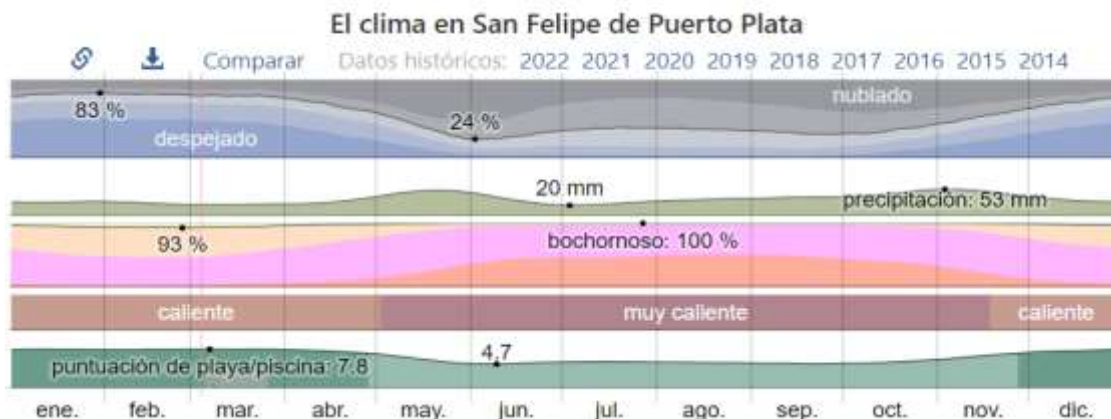 El clima en San Felipe de Puerto Plata
Comparar Datos históricos: 2022 2021 2020 2019 2018 2017 2016 2015 2014
nublado
83 %
24 %
despejado
20 mm
precipitación: 53 mm
93 %
bochornoso: 100 %
caliente muy caliente caliente
4,7
puntuación de playa/piscina: 7.8
ene. feb. mar. abr. may. jun. jul. ago. sep. oct. nov. dic.